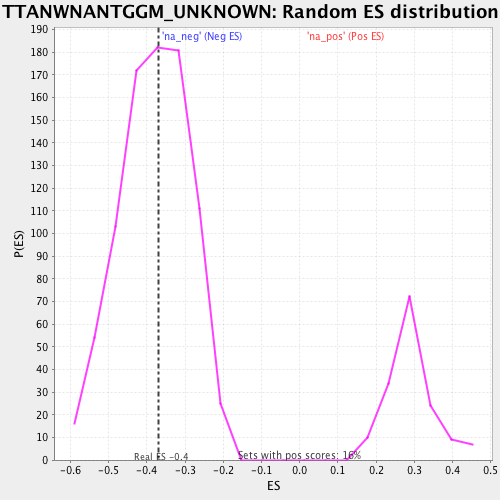 TTANWNANTGGM_UNKNOWN: Random ES distribution
'na_neg' (Neg ES)
'na_pos' (Pos ES)
190
180
170
160
150
140
130
120
110
100
90
80
70
60
50
40
30
20
10
0
P(ES)
Real ES -0.4
Sets with pos scores: 16%
-0.6 -0.5 -0.4 -0.3 -0.2 -0.1 0.0 0.1 0.2 0.3 0.4 0.5
ES